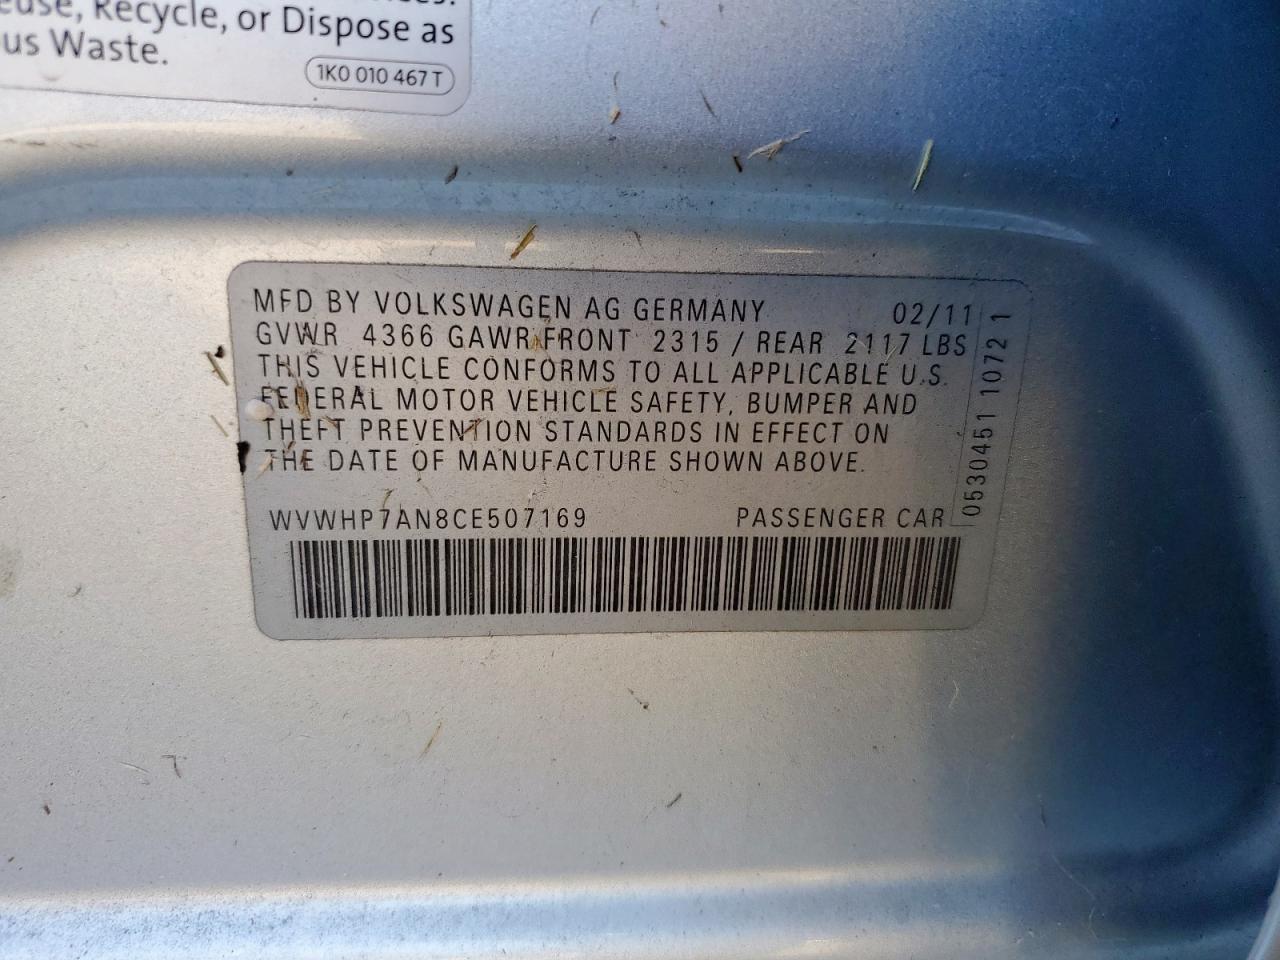 euse, Recycle, or Dispose as
us Waste.
1K0 010 467 T
MFD BY VOLKSWAGEN AG GERMANY 02/11
GVWR 4366 GAWR FRONT 2315 / REAR 2117 LBS
THIS VEHICLE CONFORMS TO ALL APPLICABLE U.S.
FEDERAL MOTOR VEHICLE SAFETY, BUMPER AND
THEFT PREVENTION STANDARDS IN EFFECT ON
THE DATE OF MANUFACTURE SHOWN ABOVE.
WVWHP7AN8CE507169 PASSENGER CAR
0530451 1072 1